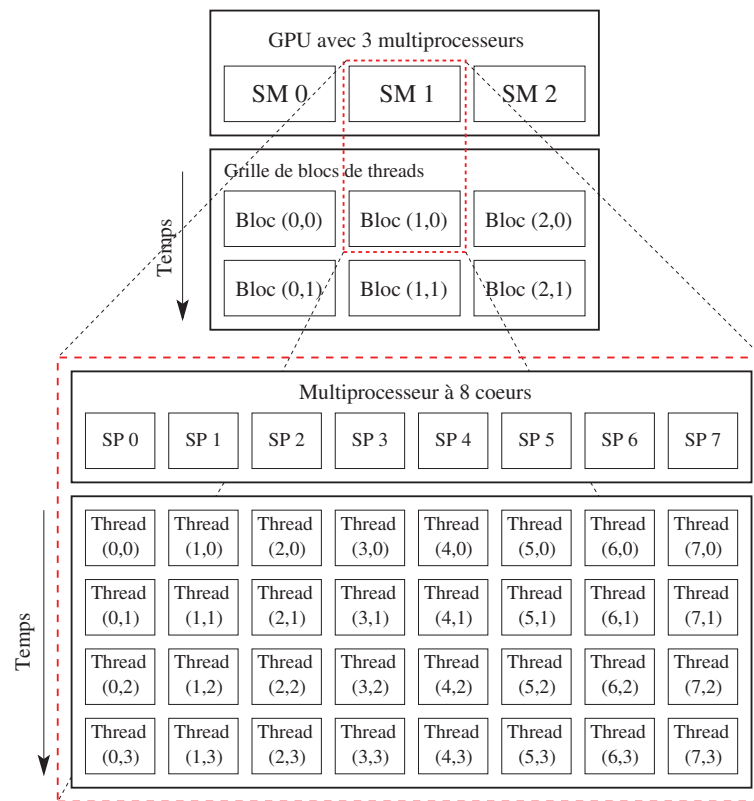 GPU avec 3 multiprocesseurs
SM 0 SM 1 SM 2
Grille de blocs de threads
Temps
Bloc (0,0) Bloc (1,0) Bloc (2,0)
Bloc (0,1) Bloc (1,1) Bloc (2,1)
Multiprocesseur à 8 coeurs
SP 0 SP 1 SP 2 SP 3 SP 4 SP 5 SP 6 SP 7
Temps
Thread Thread Thread Thread Thread Thread Thread Thread
(0,0) (1,0) (2,0) (3,0) (4,0) (5,0) (6,0) (7,0)
Thread Thread Thread Thread Thread Thread Thread Thread
(0,1) (1,1) (2,1) (3,1) (4,1) (5,1) (6,1) (7,1)
Thread Thread Thread Thread Thread Thread Thread Thread
(0,2) (1,2) (2,2) (3,2) (4,2) (5,2) (6,2) (7,2)
Thread Thread Thread Thread Thread Thread Thread Thread
(0,3) (1,3) (2,3) (3,3) (4,3) (5,3) (6,3) (7,3)